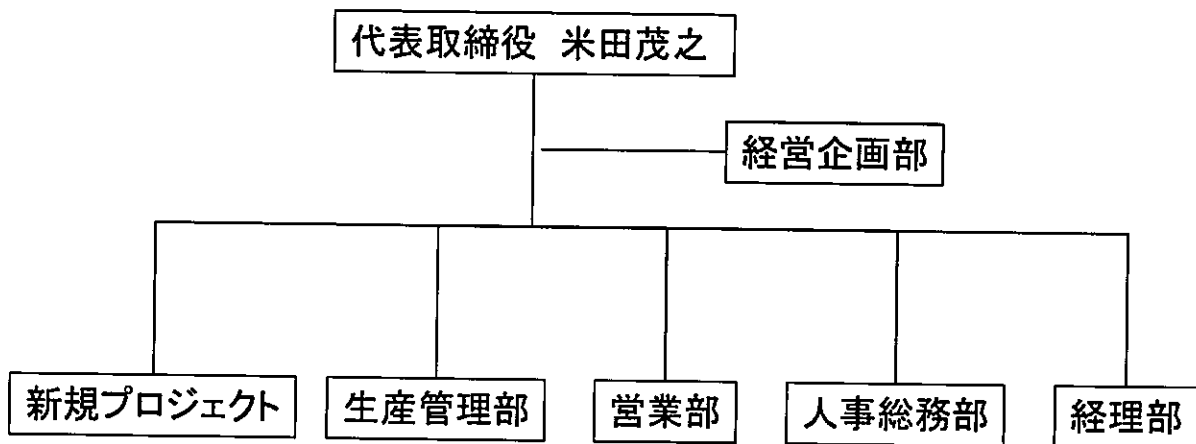 代表取締役 米田茂之
経営企画部
新規プロジェクト
生産管理部
営業部
人事総務部
経理部